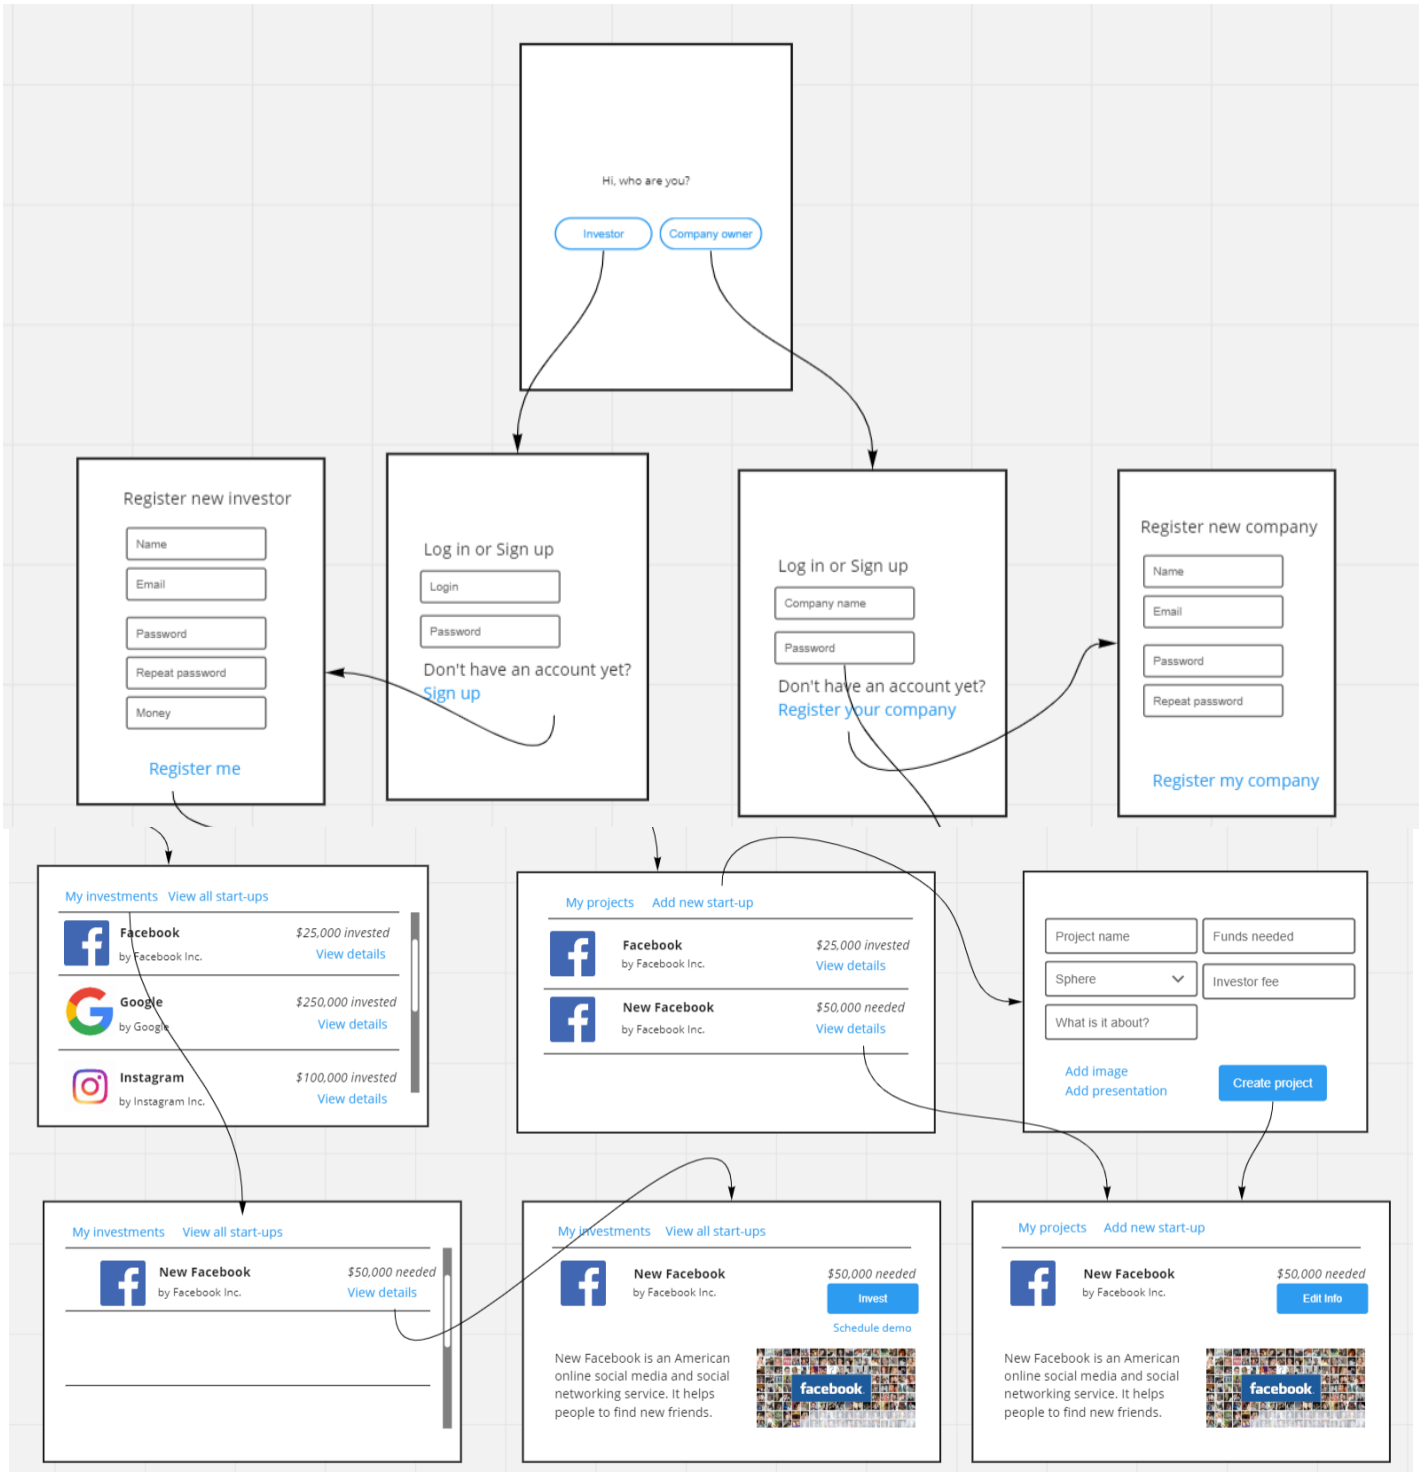 Hi, who are you?
Investor
Company owner
Register new investor
Name
Email
Password
Repeat password
Money
Register me
Log in or Sign up
Login
Password
Don't have an account yet?
Sign up
Log in or Sign up
Company name
Password
Don't have an account yet?
Register your company
Register new company
Name
Email
Password
Repeat password
Register my company
My investments View all start-ups
Facebook $25,000 invested
by Facebook Inc. View details
Google $250,000 invested
by Google View details
Instagram $100,000 invested
by Instagram Inc. View details
My projects Add new start-up
Facebook $25,000 invested
by Facebook Inc. View details
New Facebook $50,000 needed
by Facebook Inc. View details
Project name Funds needed
Sphere Investor fee
What is it about?
Add image
Add presentation
Create project
My investments View all start-ups
New Facebook $50,000 needed
by Facebook Inc. View details
My investments View all start-ups
New Facebook $50,000 needed
by Facebook Inc. Invest
Schedule demo
New Facebook is an American
online social media and social
networking service. It helps
people to find new friends.
facebook
My projects Add new start-up
New Facebook $50,000 needed
by Facebook Inc. Edit Info
New Facebook is an American
online social media and social
networking service. It helps
people to find new friends.
facebook